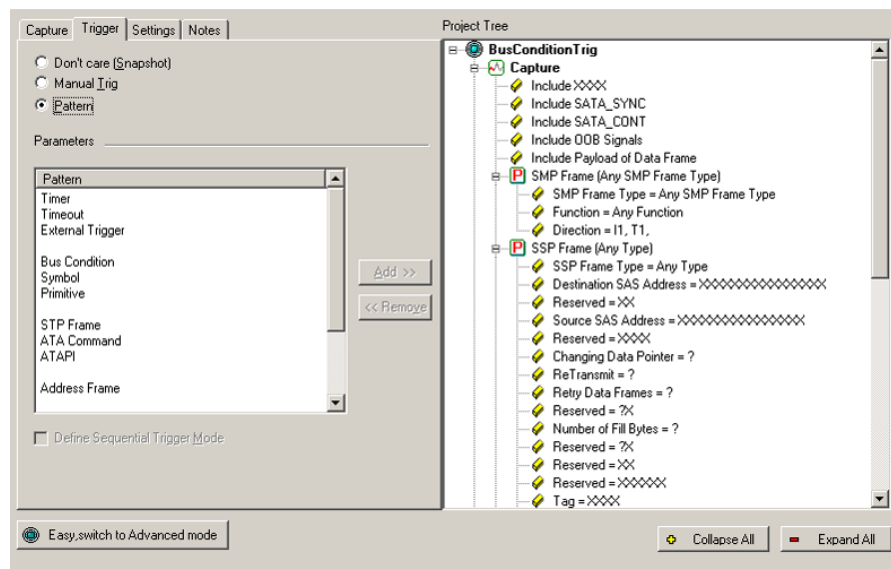 Capture Trigger Settings Notes
Don't care (Snapshot)
Manual Trig
Pattern
Parameters
Pattern
Timer
Timeout
External Trigger
Bus Condition
Symbol
Primitive
STP Frame
ATA Command
ATAPI
Address Frame
Add >>
<< Remove
Define Sequential Trigger Mode
Easy,switch to Advanced mode
Project Tree
BusConditionTrig
Capture
Include XXXX
Include SATA_SYNC
Include SATA_CONT
Include OOB Signals
Include Payload of Data Frame
SMP Frame (Any SMP Frame Type)
SMP Frame Type = Any SMP Frame Type
Function = Any Function
Direction = I1, T1,
SSP Frame (Any Type)
SSP Frame Type = Any Type
Destination SAS Address = XXXXXXXXXXXXXXXX
Reserved = XX
Source SAS Address = XXXXXXXXXXXXXXXX
Reserved = XXXX
Changing Data Pointer = ?
ReTransmit = ?
Retry Data Frames = ?
Reserved = ?X
Number of Fill Bytes = ?
Reserved = ?X
Reserved = XX
Reserved = XXXXXX
Tag = XXXX
Collapse All
Expand All